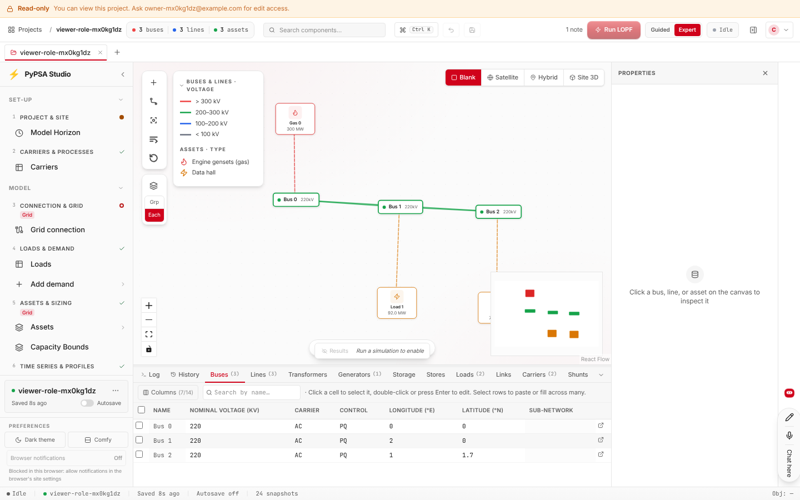 Read-only You can view this project. Ask owner-mx0kg1dz@example.com for edit access.
Projects / viewer-role-mx0kg1dz 3 buses 3 lines 3 assets Search components... Ctrl K 1 note Run LOPF Guided Expert Idle C
viewer-role-mx0kg1dz × +
PyPSA Studio
SET-UP
1 PROJECT & SITE
Model Horizon
2 CARRIERS & PROCESSES
Carriers
MODEL
3 CONNECTION & GRID
Grid
Grid connection
4 LOADS & DEMAND
Loads
Add demand
5 ASSETS & SIZING
Grid
Assets
Capacity Bounds
6 TIME SERIES & PROFILES
viewer-role-mx0kg1dz
Saved 8s ago Autosave
PREFERENCES
Dark theme Comfy
Browser notifications Off
Blocked in this browser: allow notifications in the browser's site settings
Grp
Each
BUSES & LINES · VOLTAGE
> 300 kV
200–300 kV
100–200 kV
< 100 kV
ASSETS · TYPE
Engine gensets (gas)
Data hall
Blank Satellite Hybrid Site 3D
Gas 0
300 MW
Bus 0 220kV
Bus 1 220kV
Bus 2 220kV
Load 1
82.0 MW
Results Run a simulation to enable
React Flow
PROPERTIES
Click a bus, line, or asset on the canvas to inspect it
Log History Buses (3) Lines (3) Transformers Generators (1) Storage Stores Loads (2) Links Carriers (2) Shunts
Columns (7/14) Search by name... · Click a cell to select it, double-click or press Enter to edit. Select rows to paste or fill across many.
NAME NOMINAL VOLTAGE (KV) CARRIER CONTROL LONGITUDE (°E) LATITUDE (°N) SUB-NETWORK
Bus 0 220 AC PQ 0 0
Bus 1 220 AC PQ 2 0
Bus 2 220 AC PQ 1 1.7
Chat here
Idle viewer-role-mx0kg1dz Saved 8s ago Autosave off 24 snapshots Obj: —